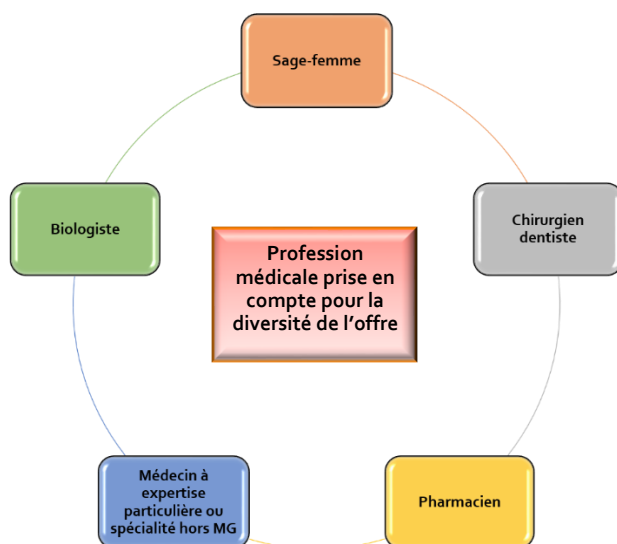 Sage-femme
Biologiste
Chirurgien
dentiste
Profession
médicale prise en
compte pour la
diversité de l'offre
Médecin à
expertise
particulière ou
spécialité hors MG
Pharmacien